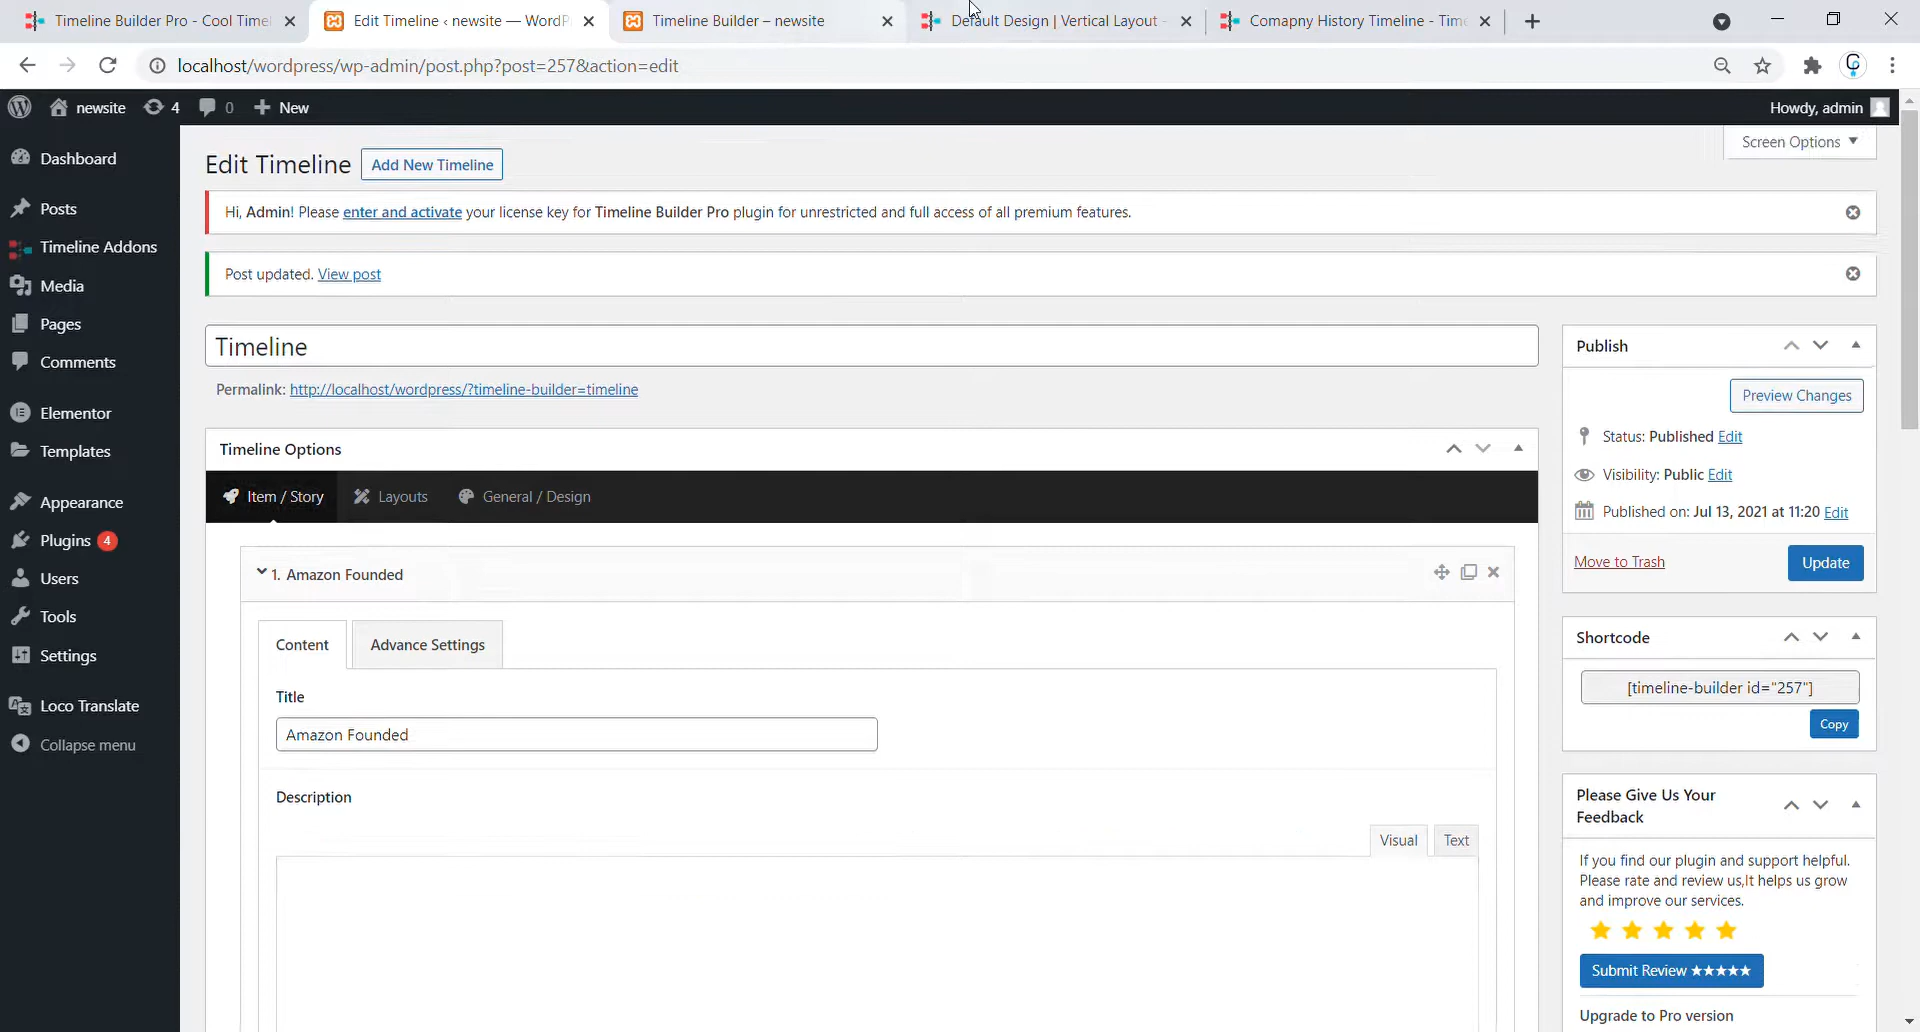 Timeline Builder Pro - Cool Time
Edit Timeline ‹ newsite — WordP
Timeline Builder – newsite
Default Design | Vertical Layout -
Comapny History Timeline - Time
localhost/wordpress/wp-admin/post.php?post=257&action=edit
newsite
4
0
New
Howdy, admin
Dashboard
Posts
Timeline Addons
Media
Pages
Comments
Elementor
Templates
Appearance
Plugins 4
Users
Tools
Settings
Loco Translate
Collapse menu
Screen Options
Edit Timeline
Add New Timeline
Hi, Admin! Please enter and activate your license key for Timeline Builder Pro plugin for unrestricted and full access of all premium features.
Post updated. View post
Timeline
Permalink: http://localhost/wordpress/?timeline-builder=timeline
Timeline Options
Item / Story
Layouts
General / Design
1. Amazon Founded
Content
Advance Settings
Title
Amazon Founded
Description
Visual
Text
Publish
Preview Changes
Status: Published Edit
Visibility: Public Edit
Published on: Jul 13, 2021 at 11:20 Edit
Move to Trash
Update
Shortcode
[timeline-builder id="257"]
Copy
Please Give Us Your
Feedback
If you find our plugin and support helpful.
Please rate and review us,It helps us grow
and improve our services.
Submit Review ★★★★★
Upgrade to Pro version